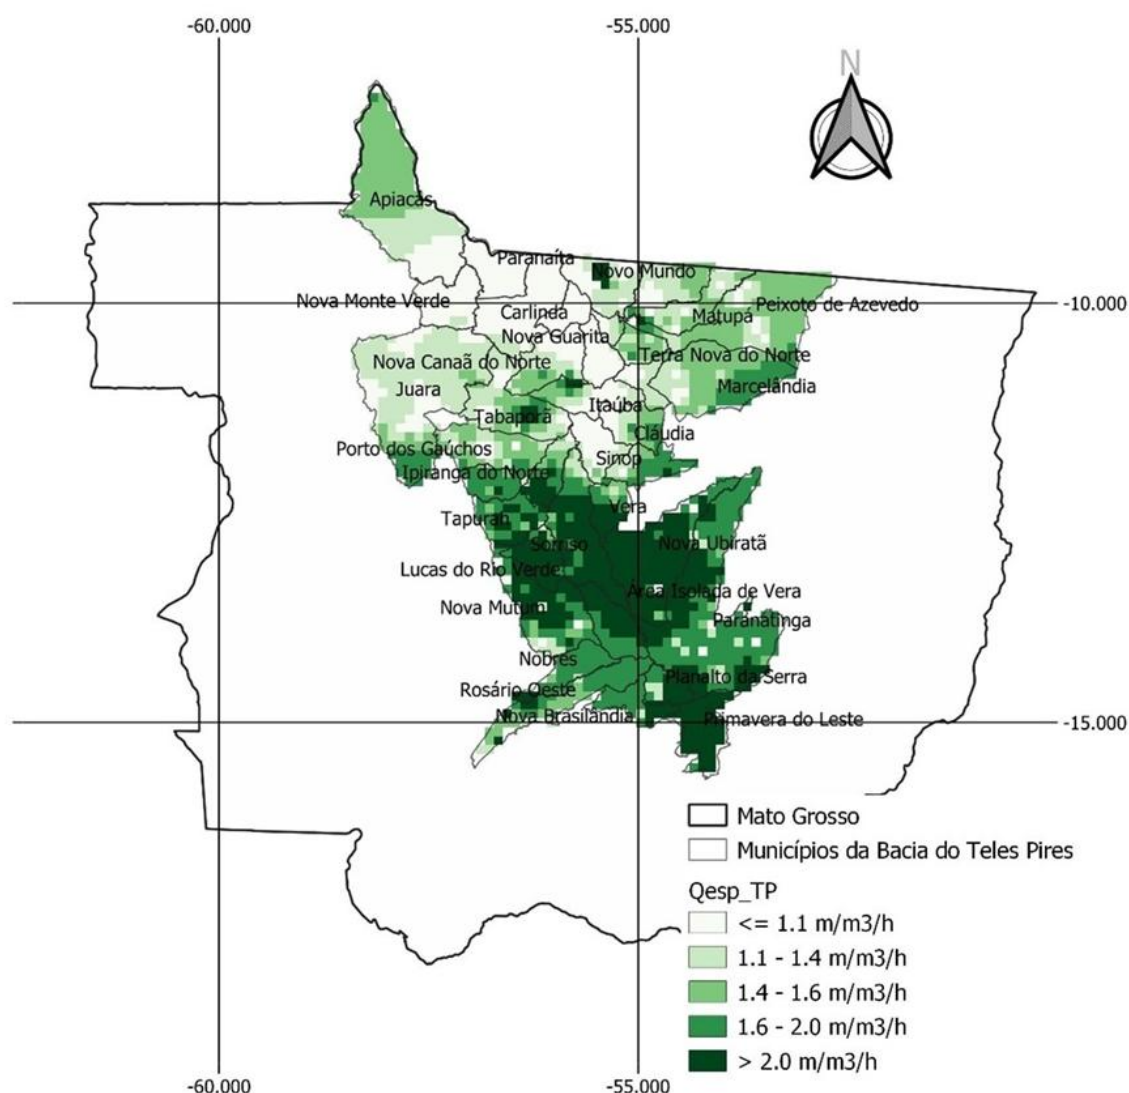 -60.000
-55.000
N
Apiacás
Paranaíta
Novo Mundo
Nova Monte Verde
-10.000
Peixoto de Azevedo
Carlinda
Matupá
Nova Guarita
Terra Nova do Norte
Nova Canaã do Norte
Juara
Marcelândia
Itaúba
Tabaporã
Cláudia
Porto dos Gaúchos
Sinop
Ipiranga do Norte
Vera
Tapurah
Sorriso
Nova Ubiratã
Lucas do Rio Verde
Área Isolada de Vera
Nova Mutum
Paranatinga
Nobres
Planalto da Serra
Rosário Oeste
Nova Brasilândia
Primavera do Leste
-15.000
Mato Grosso
Municípios da Bacia do Teles Pires
Qesp_TP
<= 1.1 m/m3/h
1.1 - 1.4 m/m3/h
1.4 - 1.6 m/m3/h
1.6 - 2.0 m/m3/h
> 2.0 m/m3/h
-60.000
-55.000